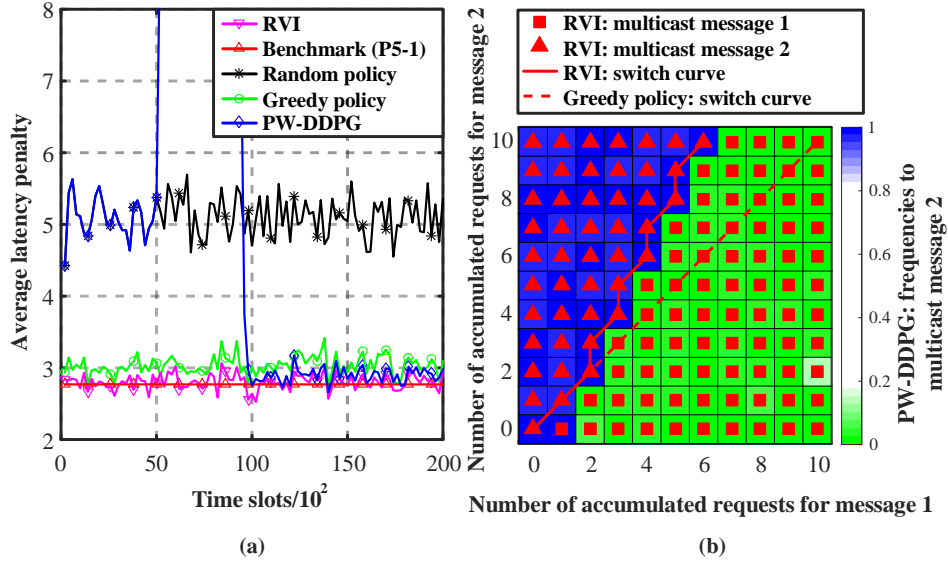 (a)
8
7
6
5
4
3
2
Average latency penalty
RVI
Benchmark (P5-1)
Random policy
Greedy policy
PW-DDPG
0
50
100
150
200
Time slots/10²
(a)
RVI: multicast message 1
RVI: multicast message 2
RVI: switch curve
Greedy policy: switch curve
Number of accumulated requests for message 2
10
8
6
4
2
0
0
2
4
6
8
10
Number of accumulated requests for message 1
1
0.8
0.6
0.4
0.2
0
PW-DDPG: frequencies to
multicast message 2
(b)